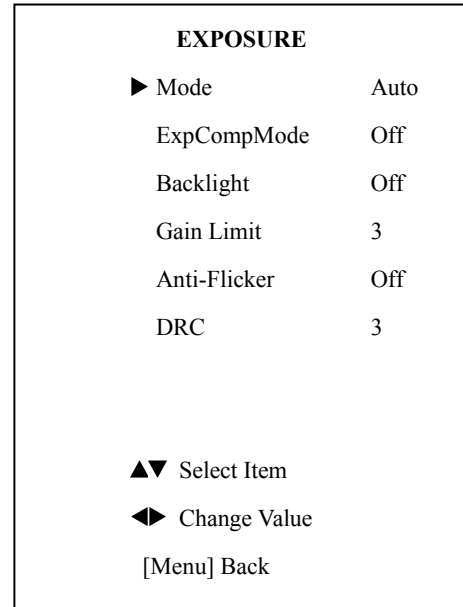 EXPOSURE
▶ Mode Auto
ExpCompMode Off
Backlight Off
Gain Limit 3
Anti-Flicker Off
DRC 3
▲▼ Select Item
◀▶ Change Value
[Menu] Back